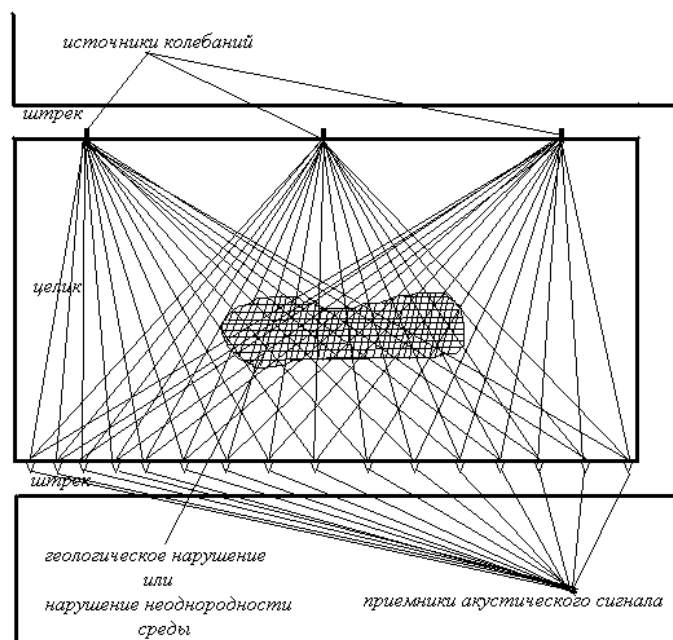 источники колебаний
штрек
целик
штрек
геологическое нарушение
или
нарушение неоднородности
среды
приемники акустического сигнала